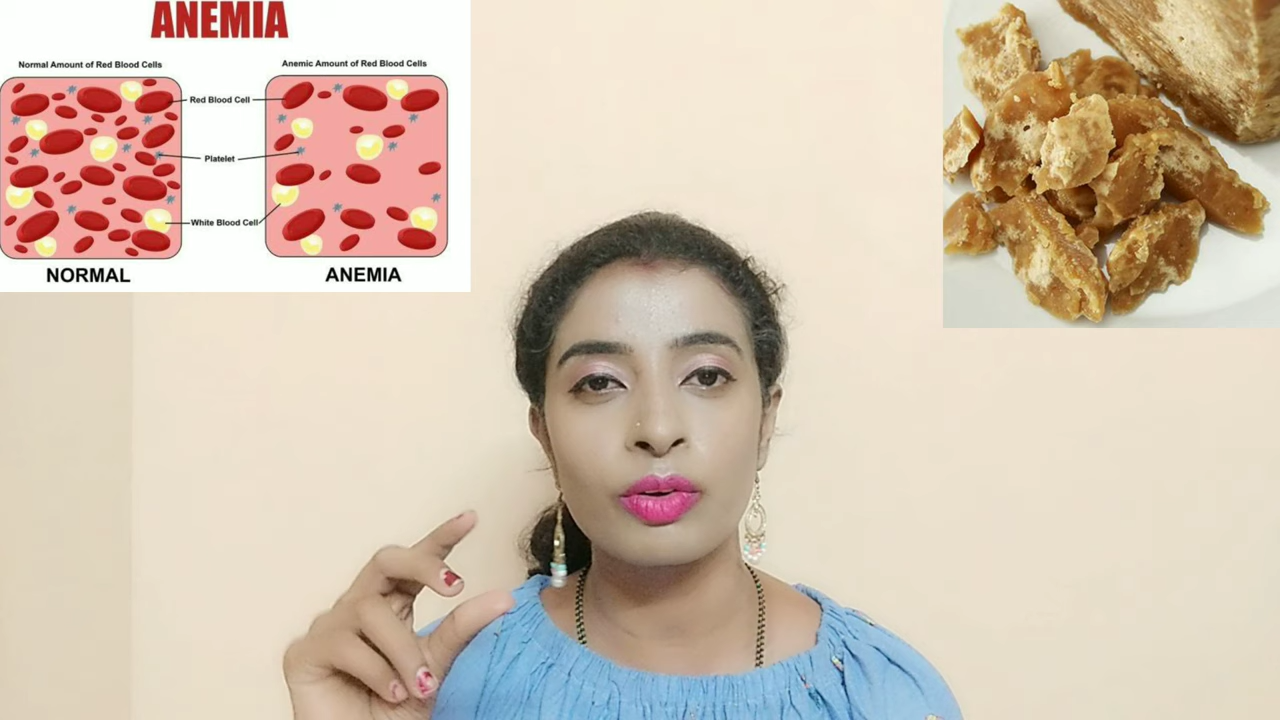 ANEMIA
Normal Amount of Red Blood Cells
Anemic Amount of Red Blood Cells
Red Blood Cell
Platelet
White Blood Cell
NORMAL
ANEMIA